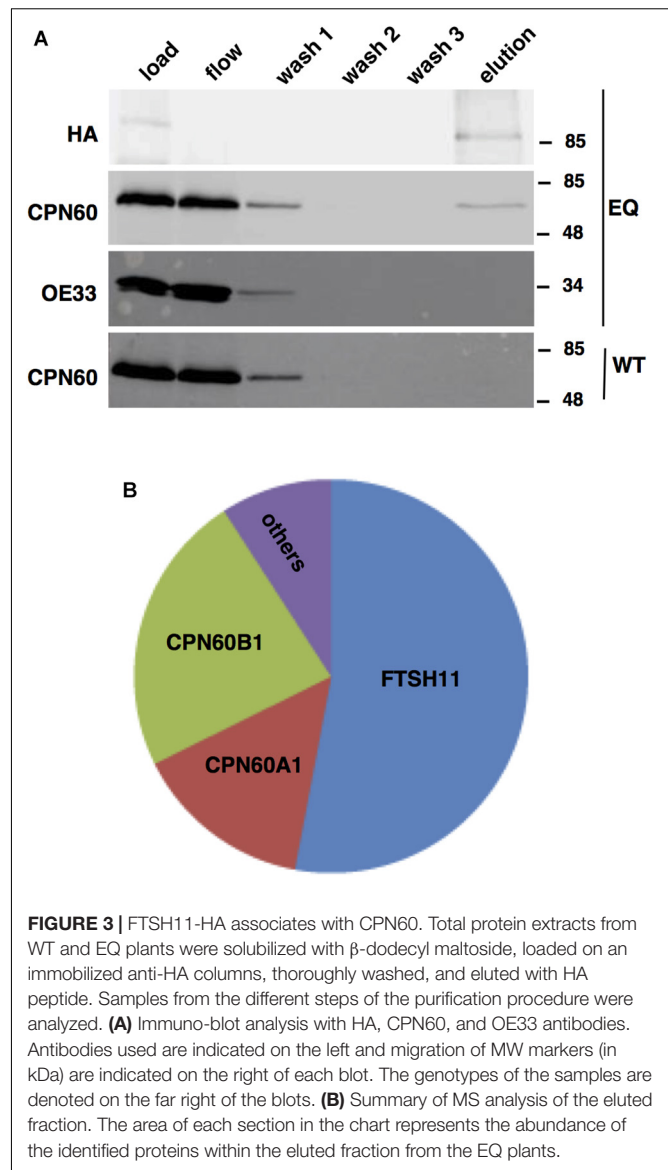 A
load flow wash 1 wash 2 wash 3 elution
HA
85
CPN60
85
48
EQ
OE33
34
CPN60
85
48
WT
B
others
CPN60B1
FTSH11
CPN60A1
FIGURE 3 | FTSH11-HA associates with CPN60. Total protein extracts from
WT and EQ plants were solubilized with β-dodecyl maltoside, loaded on an
immobilized anti-HA columns, thoroughly washed, and eluted with HA
peptide. Samples from the different steps of the purification procedure were
analyzed. (A) Immuno-blot analysis with HA, CPN60, and OE33 antibodies.
Antibodies used are indicated on the left and migration of MW markers (in
kDa) are indicated on the right of each blot. The genotypes of the samples are
denoted on the far right of the blots. (B) Summary of MS analysis of the eluted
fraction. The area of each section in the chart represents the abundance of
the identified proteins within the eluted fraction from the EQ plants.